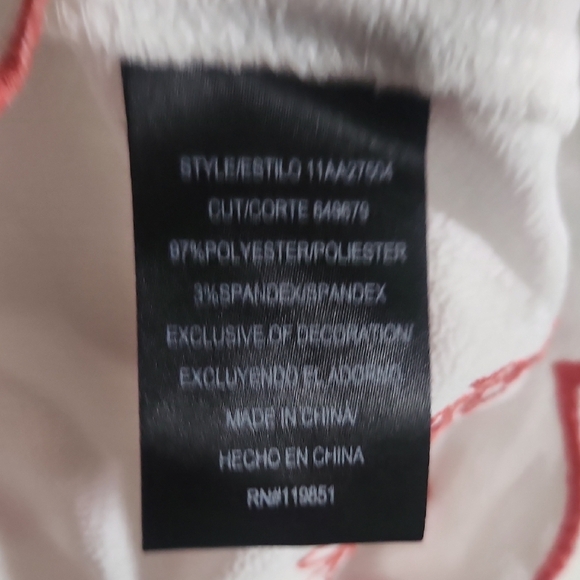 STYLE/ESTILO 11AA27504
CUT/CORTE 649679
97%POLYESTER/POLIESTER
3%SPANDEX/SPANDEX
EXCLUSIVE.OF DECORATION/
EXCLUYENDO EL ADORNO.
MADE IN CHINA/
HECHO EN CHINA
RN#119851